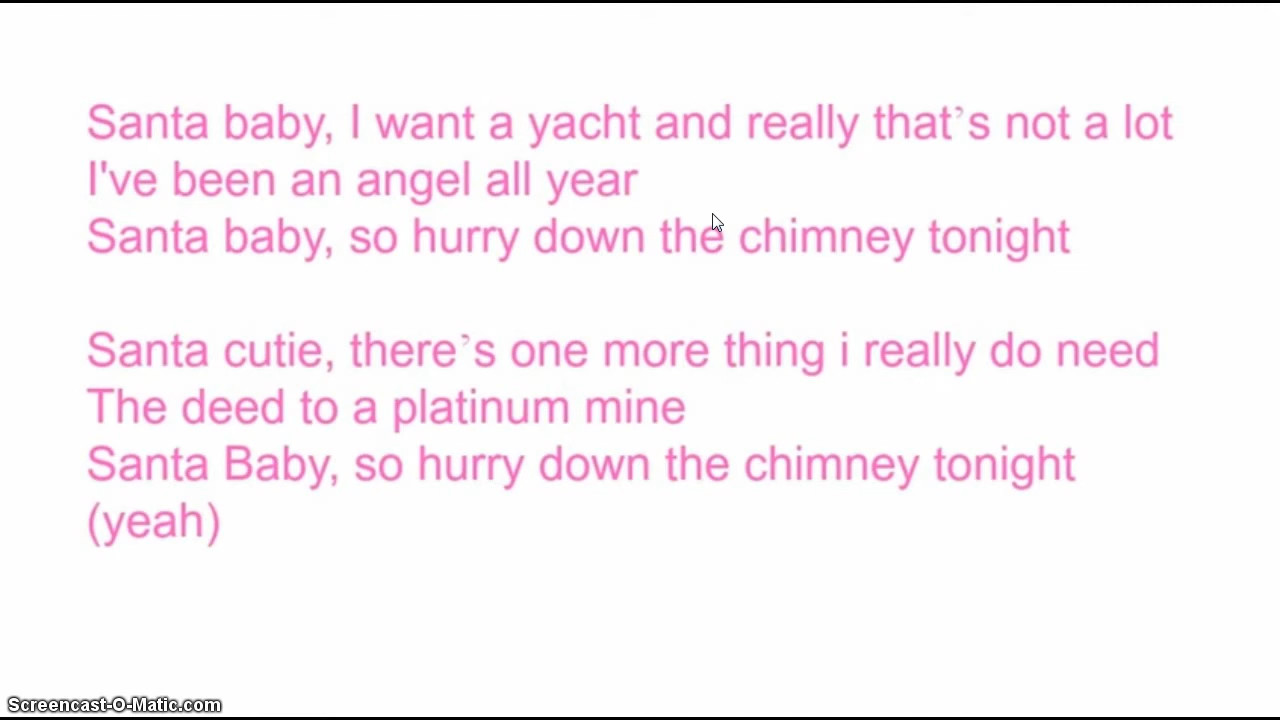 Santa baby, I want a yacht and really that’s not a lot
I've been an angel all year
Santa baby, so hurry down the chimney tonight
Santa cutie, there’s one more thing i really do need
The deed to a platinum mine
Santa Baby, so hurry down the chimney tonight
(yeah)
Screencast-O-Matic.com